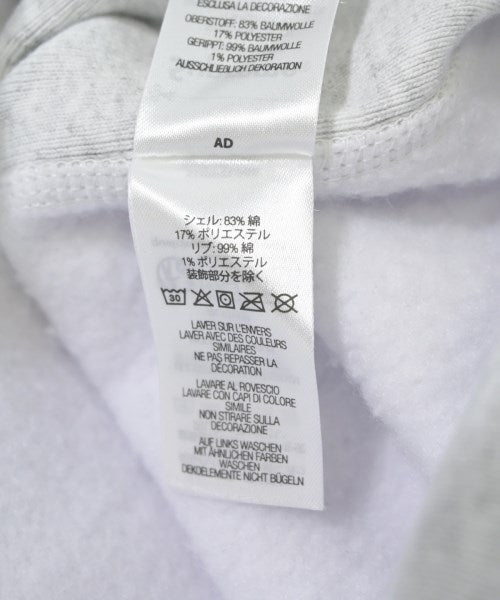 ESCLUSA LA DECORAZIONE
OBERSTOFF: 83% BAUMWOLLE
17% POLYESTER
GERIPPT: 99% BAUMWOLLE
1% POLYESTER
AUSSCHLIEßLICH DEKORATION
AD
シェル: 83% 綿
17% ポリエステル
リブ: 99% 綿
1% ポリエステル
装飾部分を除く
30
LAVER SUR L'ENVERS
LAVER AVEC DES COULEURS
SIMILAIRES
NE PAS REPASSER LA
DÉCORATION
LAVARE AL ROVESCIO
LAVARE CON CAPI DI COLORE
SIMILE
NON STIRARE SULLA
DECORAZIONE
AUF LINKS WASCHEN
MIT ÄHNLICHEN FARBEN
WASCHEN
DEKOELEMENTE NICHT BÜGELN